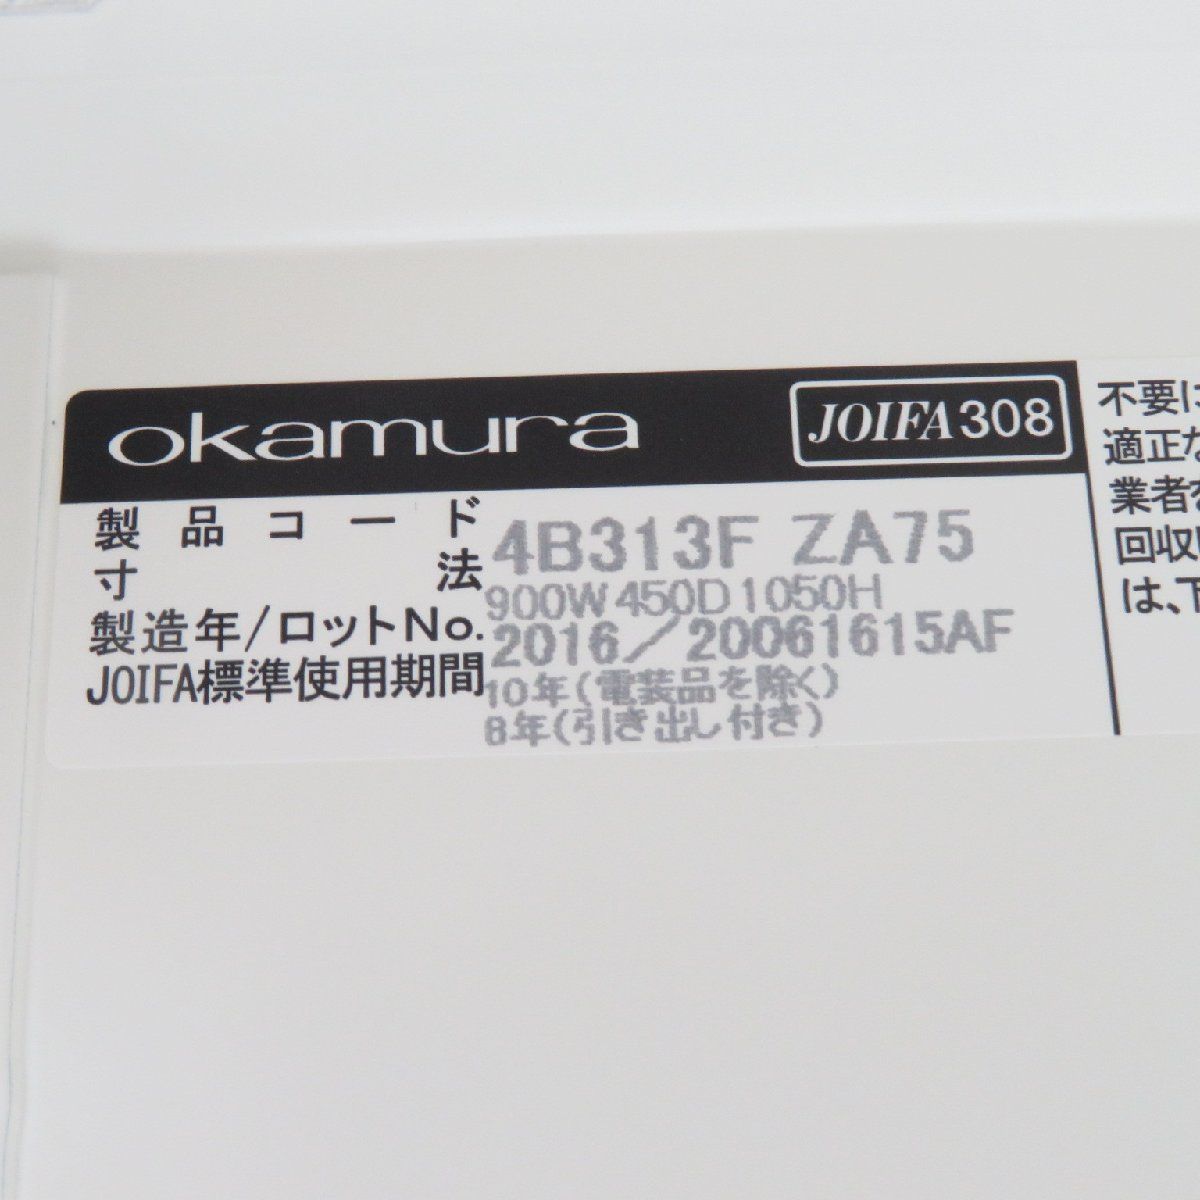 okamura JOIFA308
製品コード 4B313F ZA75
寸法 900W450D1050H
製造年/ロットNo. 2016/20061615AF
JOIFA標準使用期間 10年(電装品を除く)
8年(引き出し付き)
不要に
適正な
業者を
回収
は、下